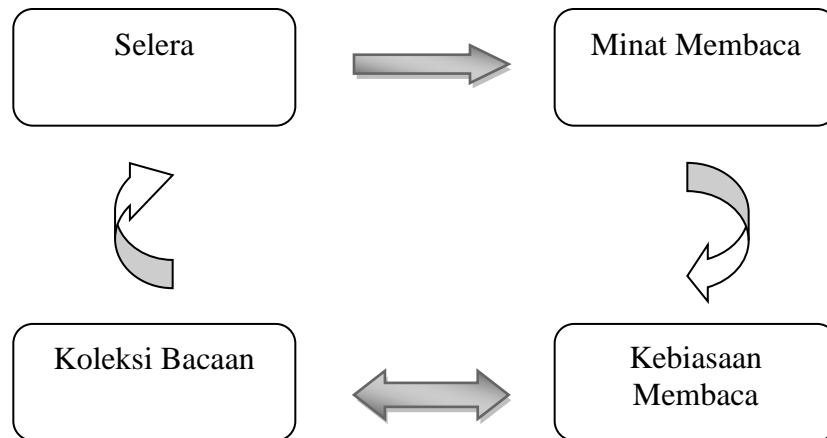 Selera
Minat Membaca
Koleksi Bacaan
Kebiasaan
Membaca